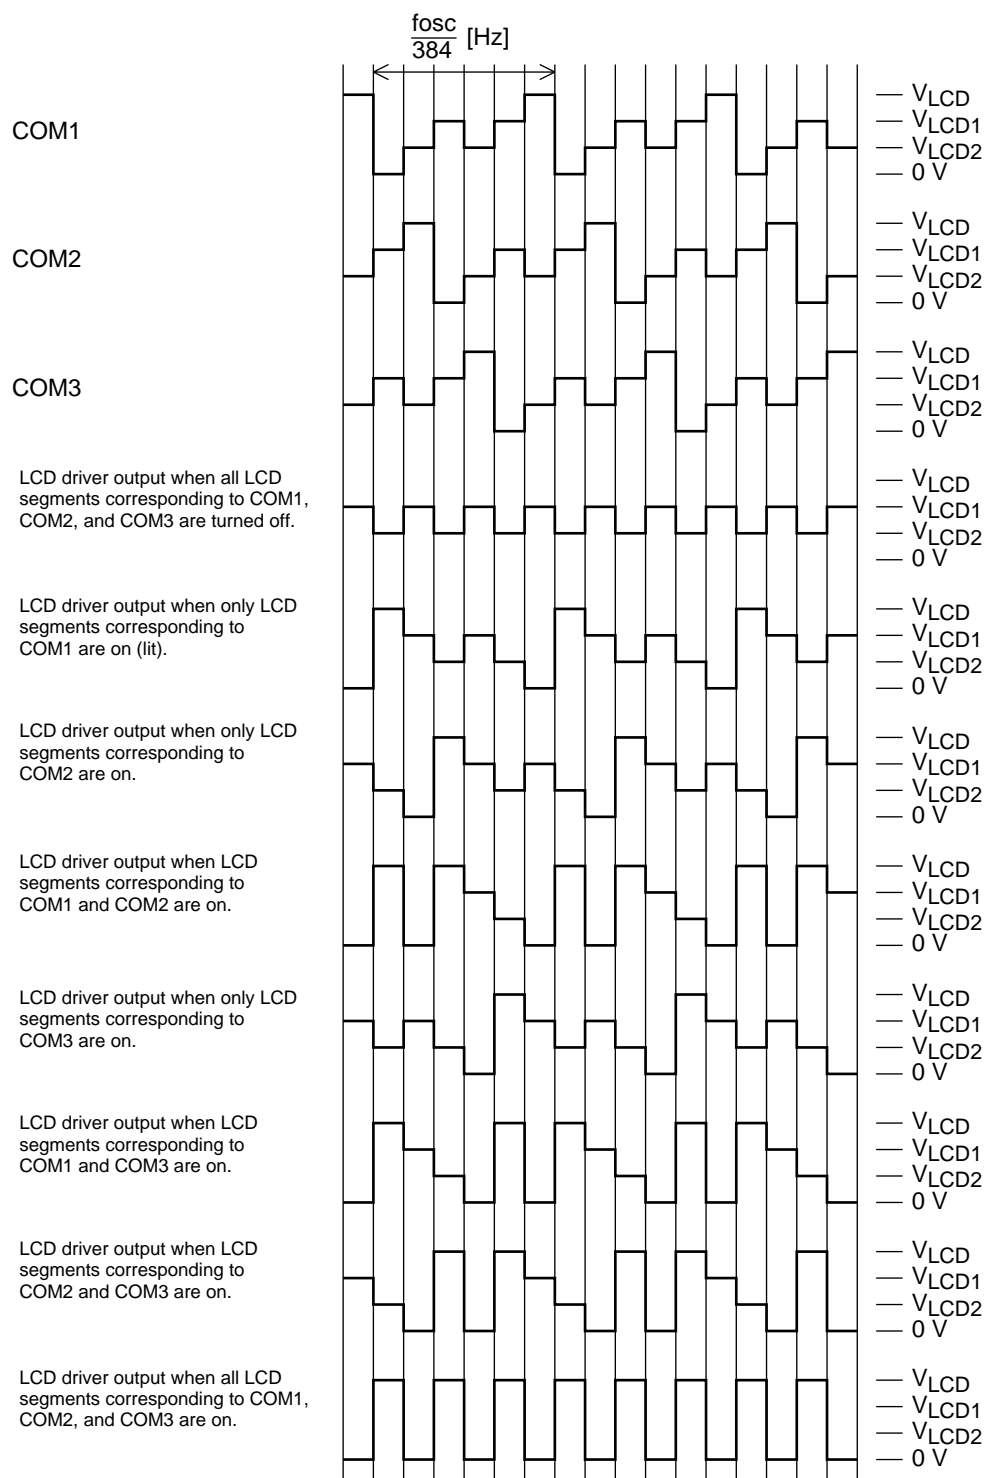 fosc
384 [Hz]
COM1
VLCD
VLCD1
VLCD2
0 V
COM2
VLCD
VLCD1
VLCD2
0 V
COM3
VLCD
VLCD1
VLCD2
0 V
LCD driver output when all LCD
segments corresponding to COM1,
COM2, and COM3 are turned off.
VLCD
VLCD1
VLCD2
0 V
LCD driver output when only LCD
segments corresponding to
COM1 are on (lit).
VLCD
VLCD1
VLCD2
0 V
LCD driver output when only LCD
segments corresponding to
COM2 are on.
VLCD
VLCD1
VLCD2
0 V
LCD driver output when LCD
segments corresponding to
COM1 and COM2 are on.
VLCD
VLCD1
VLCD2
0 V
LCD driver output when only LCD
segments corresponding to
COM3 are on.
VLCD
VLCD1
VLCD2
0 V
LCD driver output when LCD
segments corresponding to
COM1 and COM3 are on.
VLCD
VLCD1
VLCD2
0 V
LCD driver output when LCD
segments corresponding to
COM2 and COM3 are on.
VLCD
VLCD1
VLCD2
0 V
LCD driver output when all LCD
segments corresponding to COM1,
COM2, and COM3 are on.
VLCD
VLCD1
VLCD2
0 V